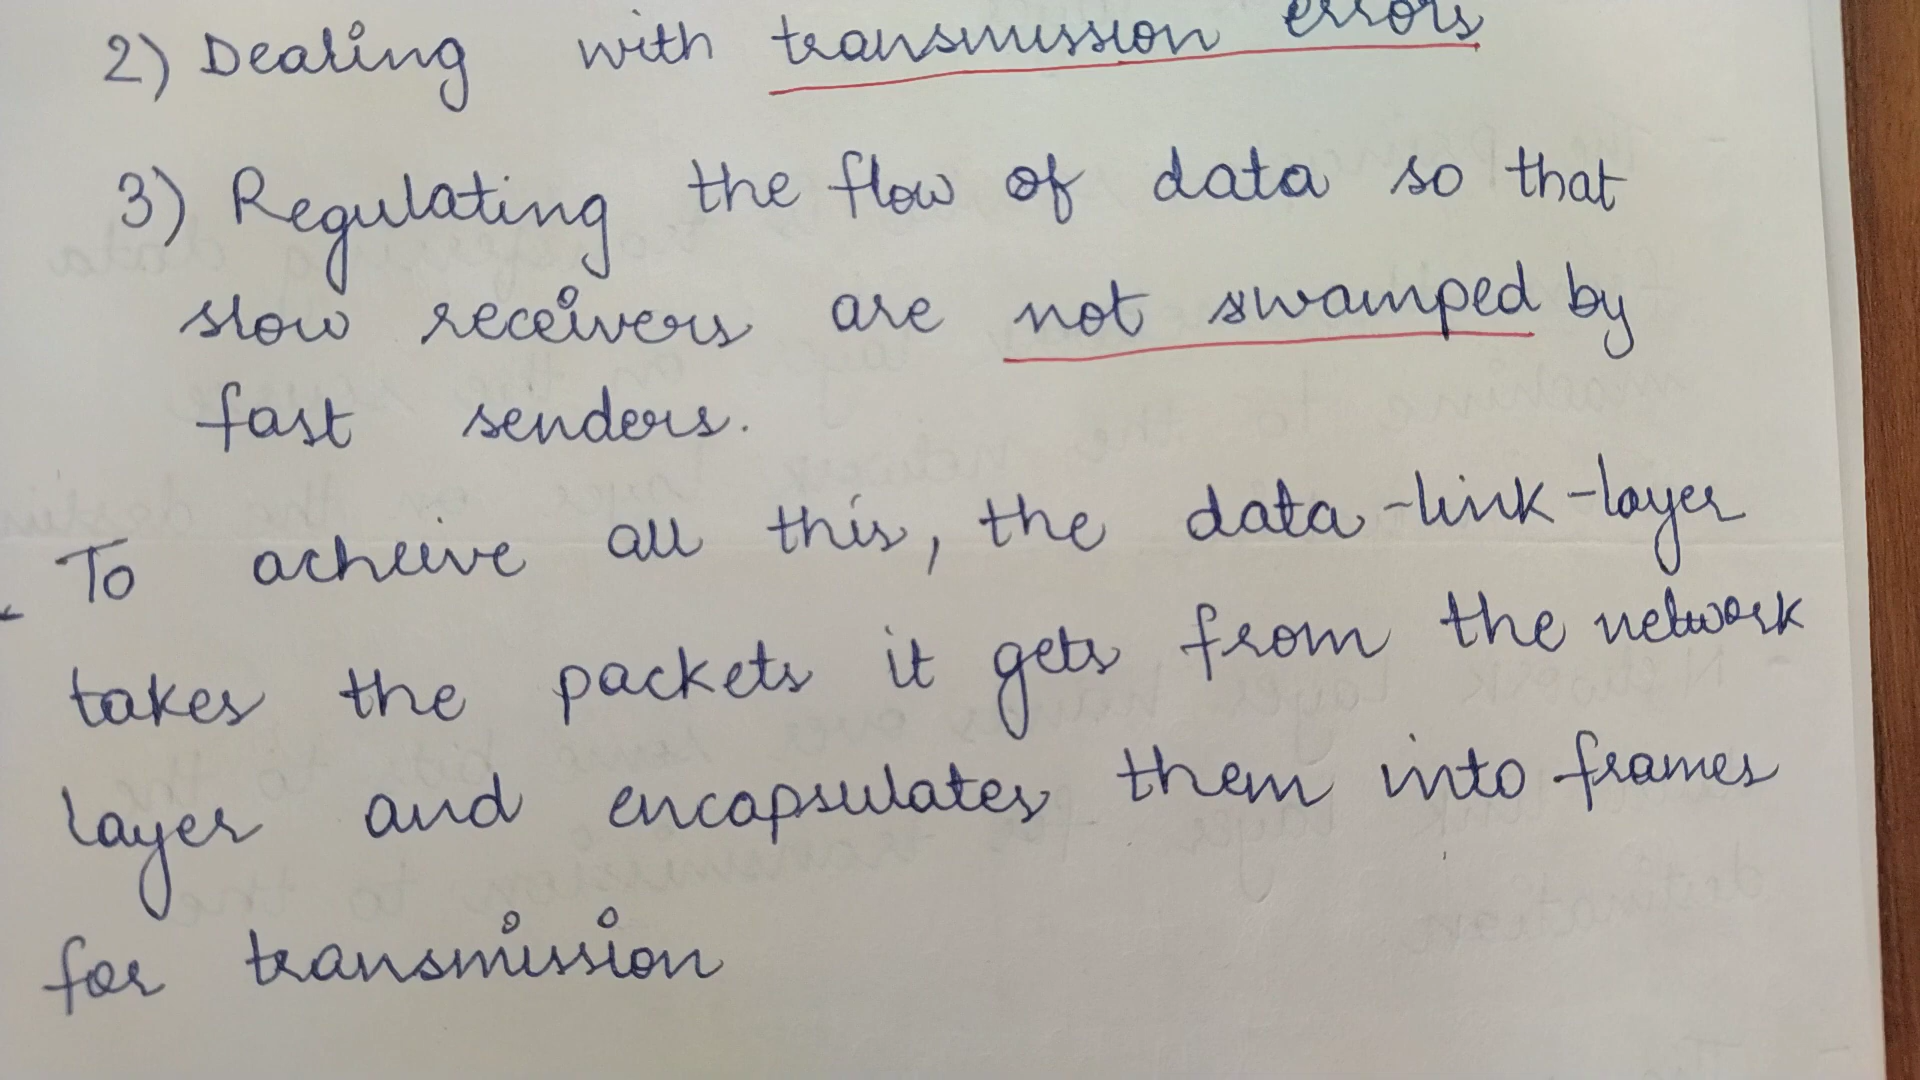 2) Dealing with transmission errors
3) Regulating the flow of data so that
slow receivers are not swamped by
fast senders.
To acheive all this, the data-link-layer
takes the packets it gets from the network
layer and encapsulates them into frames
for transmission